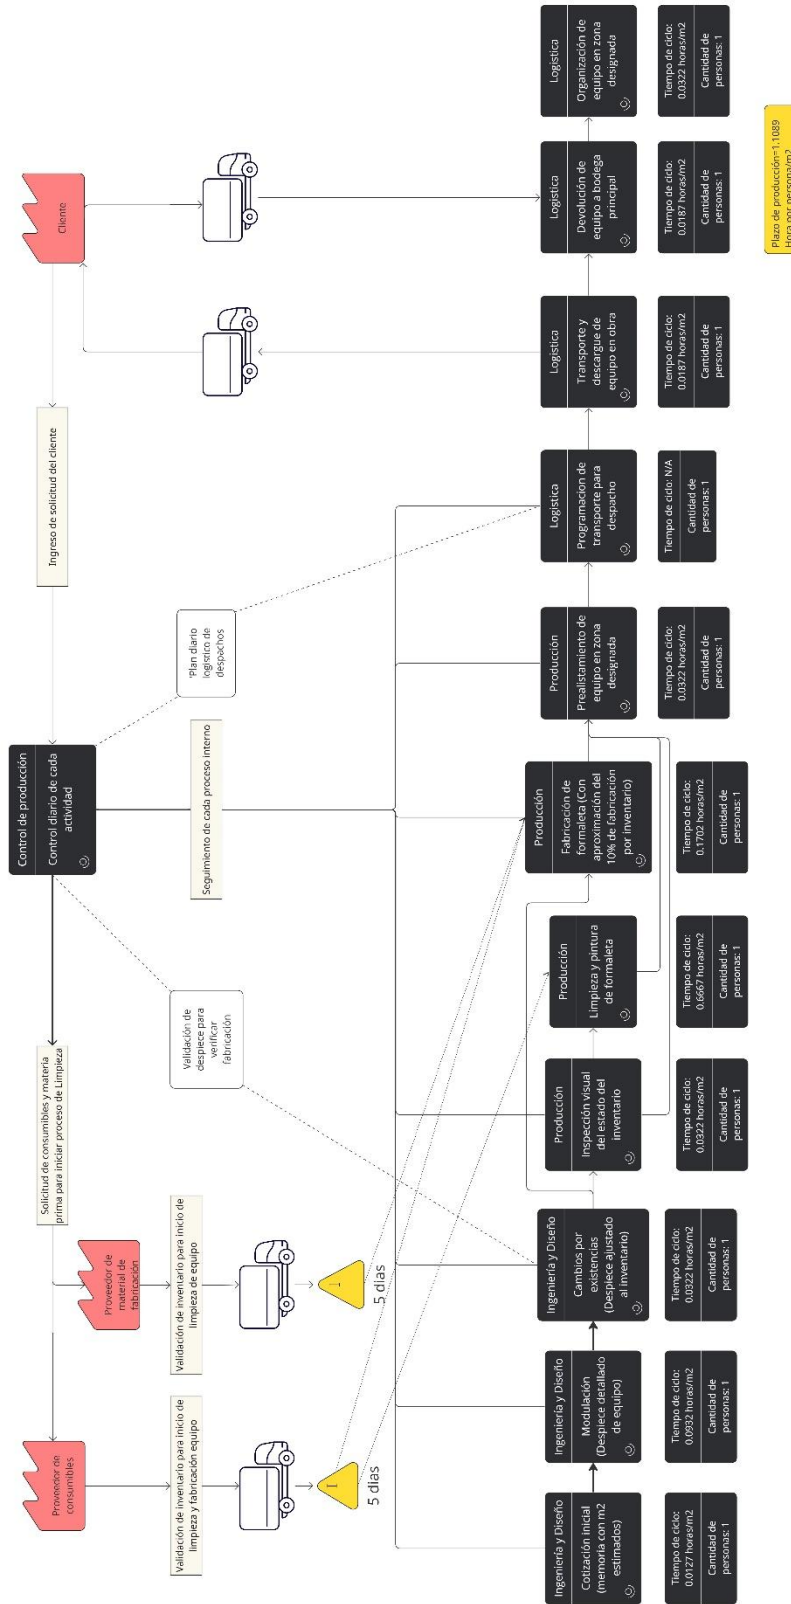 Proveedor de
consumibles
Proveedor de
material de
fabricación
Solicitud de consumibles y materia
prima para iniciar proceso de Limpieza
Control de producción
Control diario de cada
actividad
Ingreso de solicitud del cliente
Cliente
Validación de inventario para inicio de
limpieza y fabricación equipo
Validación de inventario para inicio de
limpieza de equipo
Validación de
despiece para
verificar
fabricación
Seguimiento de cada proceso interno
'Plan diario
logístico de
despachos
I
5 dias
I
5 dias
Ingeniería y Diseño
Cotización inicial
(memoria con m2
estimados)
Tiempo de ciclo:
0.0127 horas/m2
Cantidad de
personas: 1
Ingeniería y Diseño
Modulación
(Despiece detallado
de equipo)
Tiempo de ciclo:
0.0932 horas/m2
Cantidad de
personas: 1
Ingeniería y Diseño
Cambios por
existencias
(Despiece ajustado
al inventario)
Tiempo de ciclo:
0.0322 horas/m2
Cantidad de
personas: 1
Producción
Inspección visual
del estado del
inventario
Tiempo de ciclo:
0.0322 horas/m2
Cantidad de
personas: 1
Producción
Limpieza y pintura
de formaleta
Tiempo de ciclo:
0.6667 horas/m2
Cantidad de
personas: 1
Producción
Fabricación de
formaleta (Con
aproximación del
10% de fabricación
por inventario)
Tiempo de ciclo:
0.1702 horas/m2
Cantidad de
personas: 1
Producción
Prealistamiento de
equipo en zona
designada
Tiempo de ciclo:
0.0322 horas/m2
Cantidad de
personas: 1
Logistica
Programacion de
transporte para
despacho
Tiempo de ciclo: N/A
Cantidad de
personas: 1
Logistica
Transporte y
descargue de
equipo en obra
Tiempo de ciclo:
0.0187 horas/m2
Cantidad de
personas: 1
Logistica
Devolución de
equipo a bodega
principal
Tiempo de ciclo:
0.0187 horas/m2
Cantidad de
personas: 1
Logistica
Organización de
equipo en zona
designada
Tiempo de ciclo:
0.0322 horas/m2
Cantidad de
personas: 1
Plazo de producción=1.1089
Hora por persona/m2